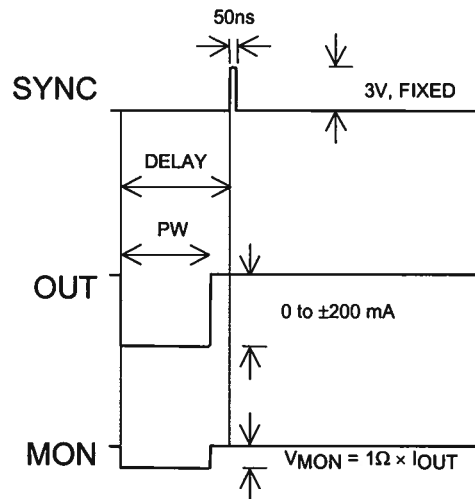 50ns
SYNC
3V, FIXED
DELAY
PW
OUT
0 to ±200 mA
MON
VMON = 1Ω × IOUT